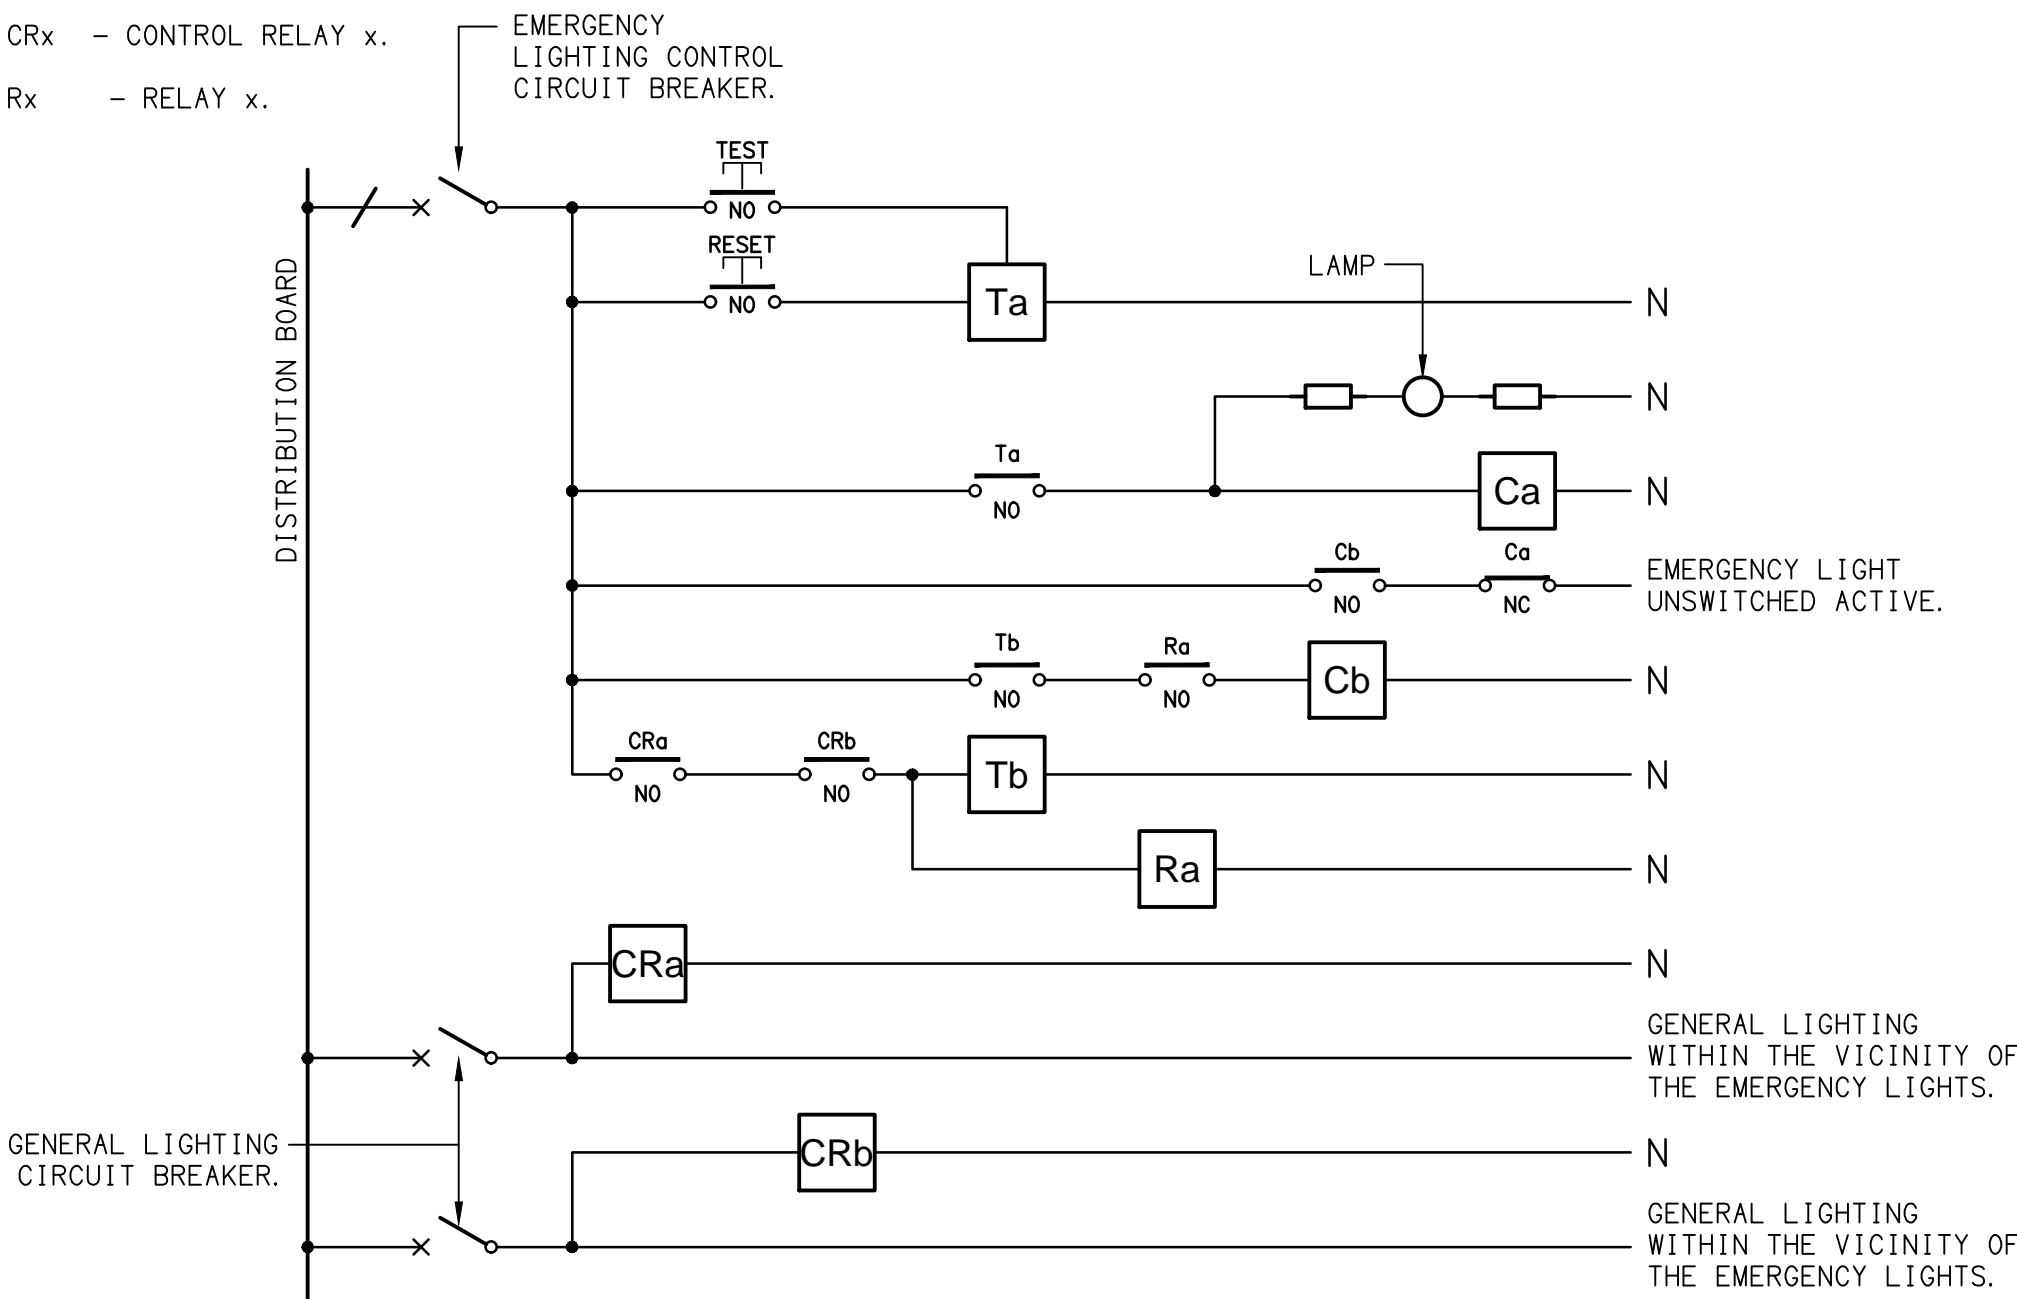 CRx - CONTROL RELAY x.
Rx - RELAY x.
EMERGENCY
LIGHTING CONTROL
CIRCUIT BREAKER.
DISTRIBUTION BOARD
TEST
NO
RESET
NO
Ta
N
LAMP
N
Ta
NO
Ca
N
Cb
NO
Ca
NC
EMERGENCY LIGHT
UNSWITCHED ACTIVE.
Tb
NO
Ra
NO
Cb
N
CRa
NO
CRb
NO
Tb
N
Ra
N
CRa
N
GENERAL LIGHTING
WITHIN THE VICINITY OF
THE EMERGENCY LIGHTS.
GENERAL LIGHTING
CIRCUIT BREAKER.
CRb
N
GENERAL LIGHTING
WITHIN THE VICINITY OF
THE EMERGENCY LIGHTS.